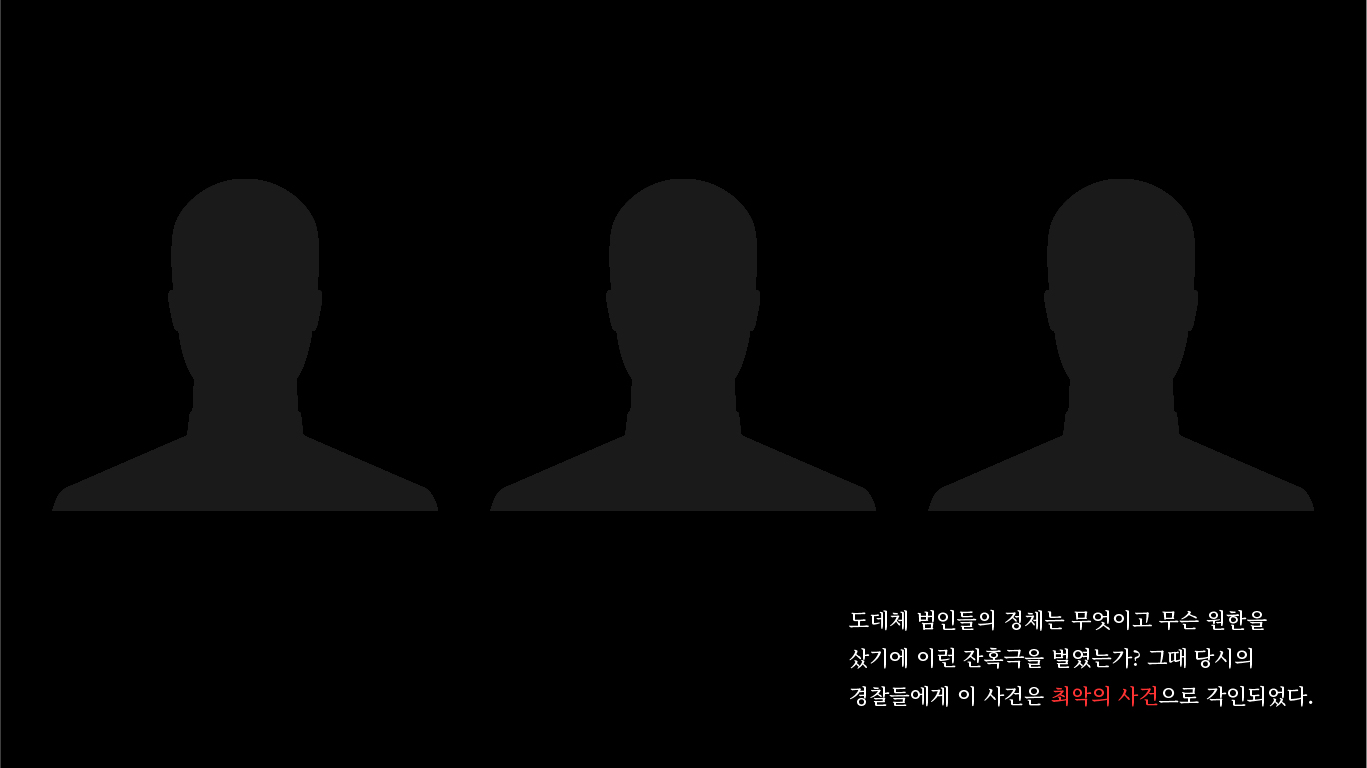 도데체 범인들의 정체는 무엇이고 무슨 원한을
샀기에 이런 잔혹극을 벌였는가? 그때 당시의
경찰들에게 이 사건은 최악의 사건으로 각인되었다.